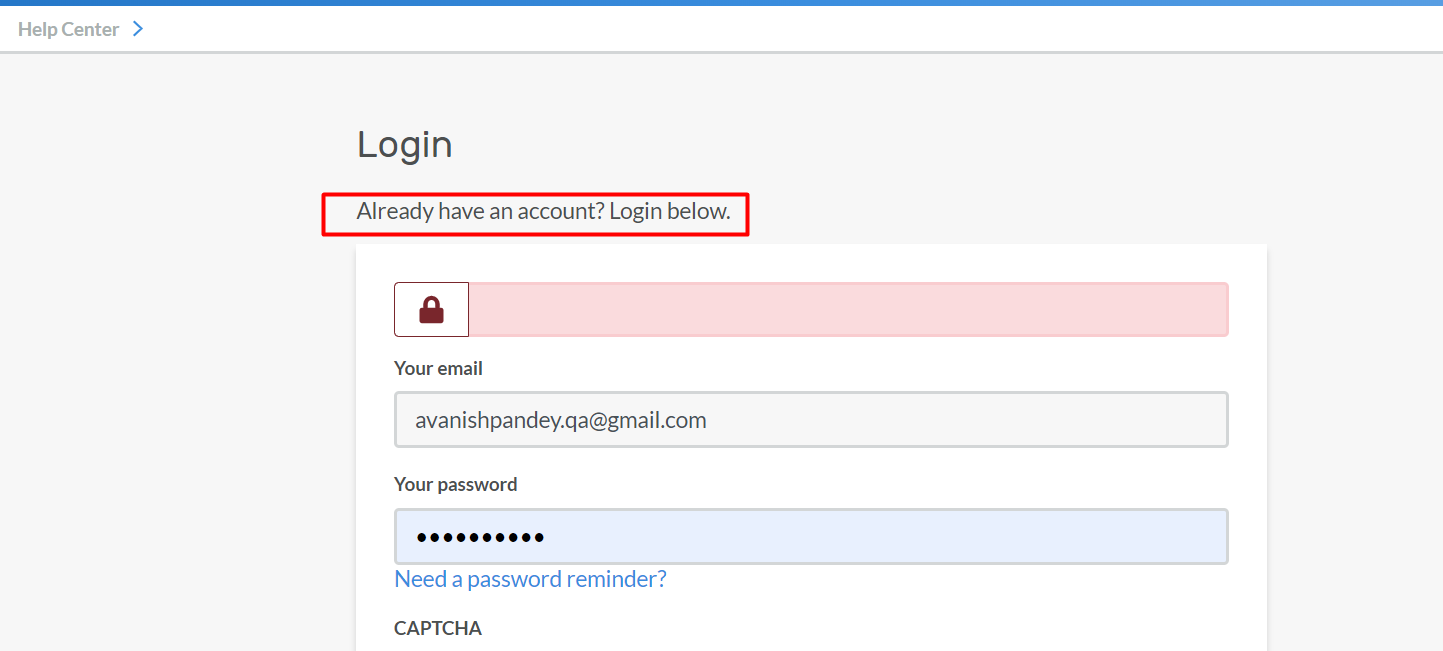 Help Center
Login
Already have an account? Login below.
Your email
avanishpandey.qa@gmail.com
Your password
••••••••••
Need a password reminder?
CAPTCHA